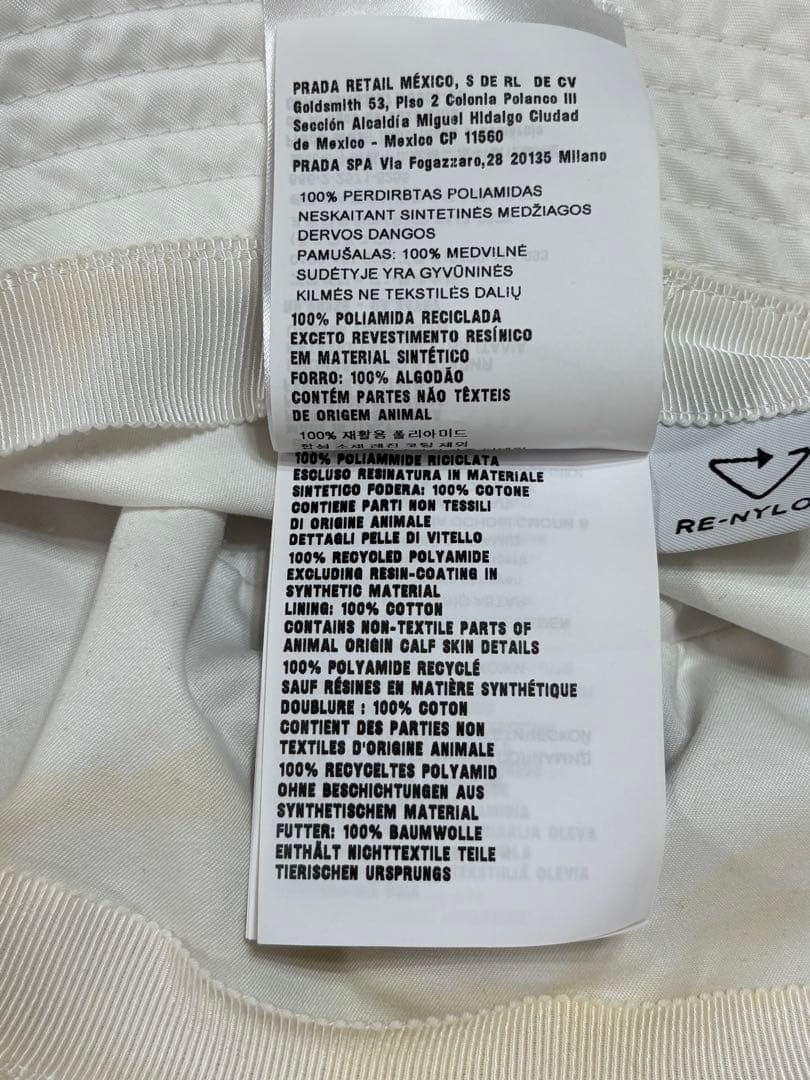 PRADA RETAIL MÉXICO, S DE RL DE CV
Goldsmith 53, Piso 2 Colonia Polanco III
Sección Alcaldía Miguel Hidalgo Ciudad
de Mexico - Mexico CP 11560
PRADA SPA Via Fogazzaro,28 20135 Milano
100% PERDIRBTAS POLIAMIDAS
NESKAITANT SINTETINĖS MEDŽIAGOS
DERVOS DANGOS
PAMUŠALAS: 100% MEDVILNĖ
SUDĖTYJE YRA GYVŪNINĖS
KILMĖS NE TEKSTILĖS DALIŲ
100% POLIAMIDA RECICLADA
EXCETO REVESTIMENTO RESÍNICO
EM MATERIAL SINTÉTICO
FORRO: 100% ALGODÃO
CONTÉM PARTES NÃO TÊXTEIS
DE ORIGEM ANIMAL
100% 재활용 폴리아미드
100% POLIAMMIDE RICICLATA
ESCLUSO RESINATURA IN MATERIALE
SINTETICO FODERA: 100% COTONE
CONTIENE PARTI NON TESSILI
DI ORIGINE ANIMALE
DETTAGLI PELLE DI VITELLO
100% RECYCLED POLYAMIDE
EXCLUDING RESIN-COATING IN
SYNTHETIC MATERIAL
LINING: 100% COTTON
CONTAINS NON-TEXTILE PARTS OF
ANIMAL ORIGIN CALF SKIN DETAILS
100% POLYAMIDE RECYCLÉ
SAUF RÉSINES EN MATIÈRE SYNTHÉTIQUE
DOUBLURE : 100% COTON
CONTIENT DES PARTIES NON
TEXTILES D'ORIGINE ANIMALE
100% RECYCELTES POLYAMID
OHNE BESCHICHTUNGEN AUS
SYNTHETISCHEM MATERIAL
FUTTER: 100% BAUMWOLLE
ENTHÄLT NICHTTEXTILE TEILE
TIERISCHEN URSPRUNGS
RE-NYLO